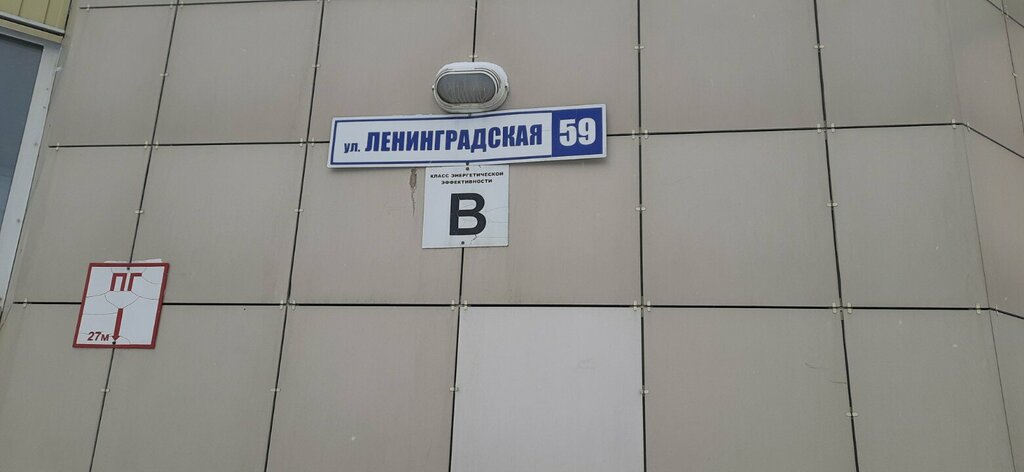 ул. ЛЕНИНГРАДСКАЯ 59
КЛАСС ЭНЕРГЕТИЧЕСКОЙ
ЭФФЕКТИВНОСТИ
В
ПГ
27м